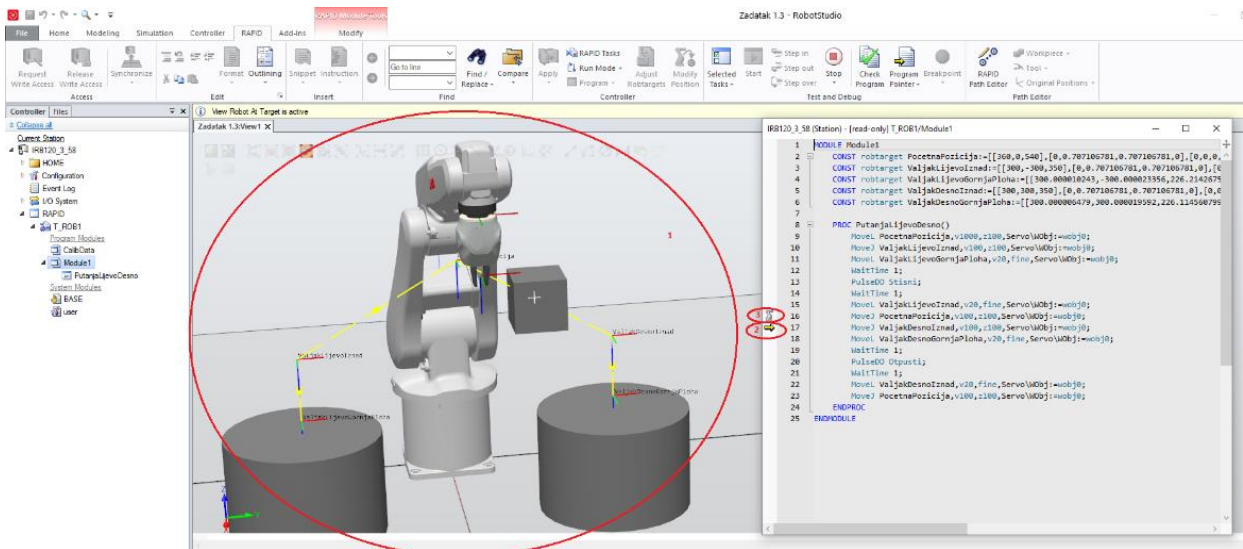 Zadatak 1.3 - RobotStudio
RAPID Module Tools
File Home Modeling Simulation Controller RAPID Add-Ins Modify
Request Write Access
Release Write Access
Synchronize
Format
Outlining
Snippet
Instruction
Go to line
Find / Replace
Compare
Apply
RAPID Tasks
Run Mode
Program
Adjust Robtargets
Modify Position
Selected Tasks
Start
Step in
Step out
Step over
Stop
Check Program
Program Pointer
Breakpoint
RAPID Path Editor
Workpiece
Tool
Original Positions
Access
Edit
Insert
Find
Controller
Test and Debug
Path Editor
Controller Files
Collapse all
Current Station
IRB120_3_58
HOME
Configuration
Event Log
I/O System
RAPID
T_ROB1
Program Modules
CalibData
Module1
PutanjaLijevoDesno
System Modules
BASE
user
View Robot At Target is active
Zadatak 1.3:View1 X
1
ValjakLijevoIznad
ValjakDesnoIznad
ValjakLijevoGornjaPloha
ValjakDesnoGornjaPloha
3
2
IRB120_3_58 (Station) - [read-only] T_ROB1/Module1
1 MODULE Module1
2 CONST robtarget PocetnaPozicija:=[[360,0,540],[0,0.707106781,0.707106781,0],[0,0,0,
3 CONST robtarget ValjakLijevoIznad:=[[300,-300,350],[0,0.707106781,0.707106781,0],
4 CONST robtarget ValjakLijevoGornjaPloha:=[[300.000010243,-300.000023356,226.2142675
5 CONST robtarget ValjakDesnoIznad:=[[300,300,350],[0,0.707106781,0.707106781,0],[0,0
6 CONST robtarget ValjakDesnoGornjaPloha:=[[300.000006479,300.000019592,226.114560799
7
8 PROC PutanjaLijevoDesno()
9 MoveL PocetnaPozicija,v1000,z100,Servo\WObj:=wobj0;
10 MoveJ ValjakLijevoIznad,v100,z100,Servo\WObj:=wobj0;
11 MoveL ValjakLijevoGornjaPloha,v20,fine,Servo\WObj:=wobj0;
12 WaitTime 1;
13 PulseDO Stisni;
14 WaitTime 1;
15 MoveL ValjakLijevoIznad,v20,fine,Servo\WObj:=wobj0;
16 MoveJ PocetnaPozicija,v100,z100,Servo\WObj:=wobj0;
17 MoveJ ValjakDesnoIznad,v100,z100,Servo\WObj:=wobj0;
18 MoveL ValjakDesnoGornjaPloha,v20,fine,Servo\WObj:=wobj0;
19 WaitTime 1;
20 PulseDO Otpusti;
21 WaitTime 1;
22 MoveL ValjakDesnoIznad,v20,fine,Servo\WObj:=wobj0;
23 MoveJ PocetnaPozicija,v100,z100,Servo\WObj:=wobj0;
24 ENDPROC
25 ENDMODULE